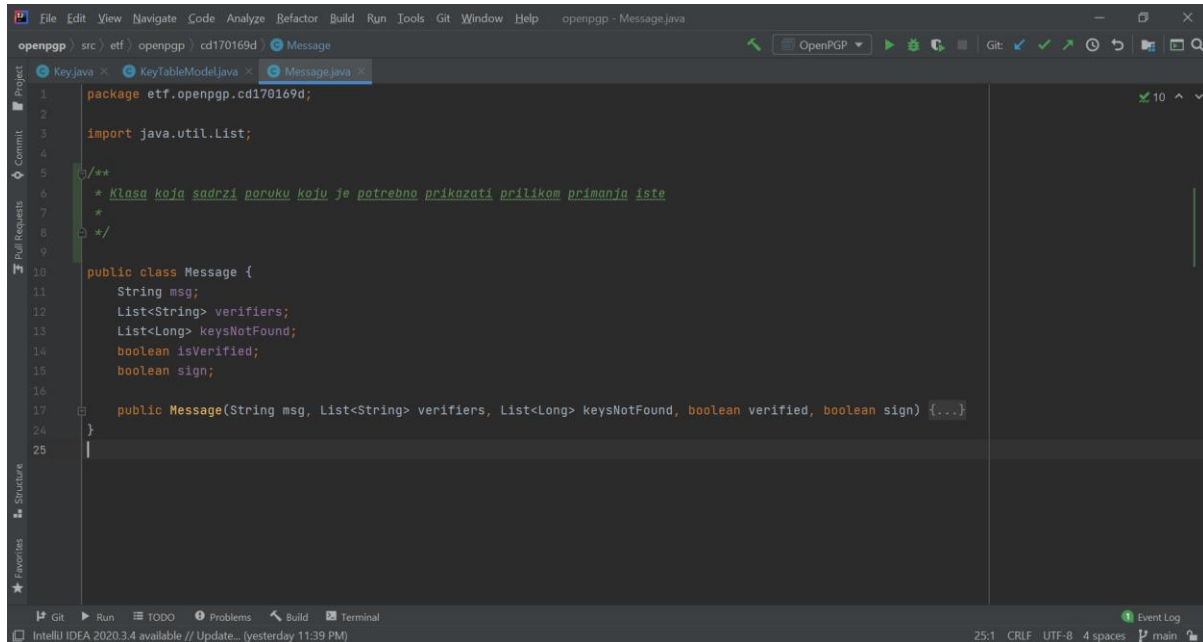 File Edit View Navigate Code Analyze Refactor Build Run Tools Git Window Help openpgp - Message.java
openpgp src etf openpgp cd170169d Message OpenPGP Git:
Key.java KeyTableModel.java Message.java
Project
Commit
Pull Requests
Structure
Favorites
10
1 package etf.openpgp.cd170169d;
2
3 import java.util.List;
4
5 /**
6 * Klasa koja sadrzi poruku koju je potrebno prikazati prilikom primanja iste
7 *
8 */
9
10 public class Message {
11 String msg;
12 List<String> verifiers;
13 List<Long> keysNotFound;
14 boolean isVerified;
15 boolean sign;
16
17 public Message(String msg, List<String> verifiers, List<Long> keysNotFound, boolean verified, boolean sign) {...}
24 }
25
Git Run TODO Problems Build Terminal 1 Event Log
IntelliJ IDEA 2020.3.4 available // Update... (yesterday 11:39 PM) 25:1 CRLF UTF-8 4 spaces main